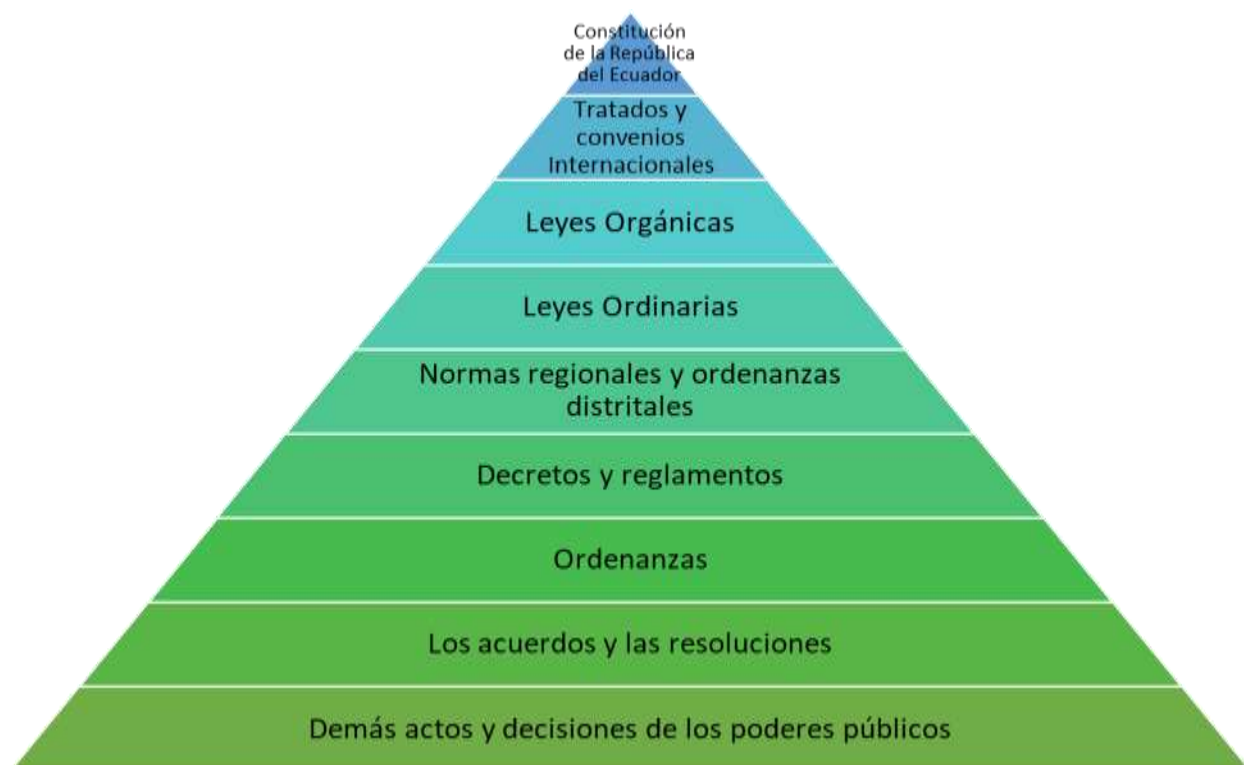 Constitución
de la República
del Ecuador
Tratados y
convenios
Internacionales
Leyes Orgánicas
Leyes Ordinarias
Normas regionales y ordenanzas
distritales
Decretos y reglamentos
Ordenanzas
Los acuerdos y las resoluciones
Demás actos y decisiones de los poderes públicos